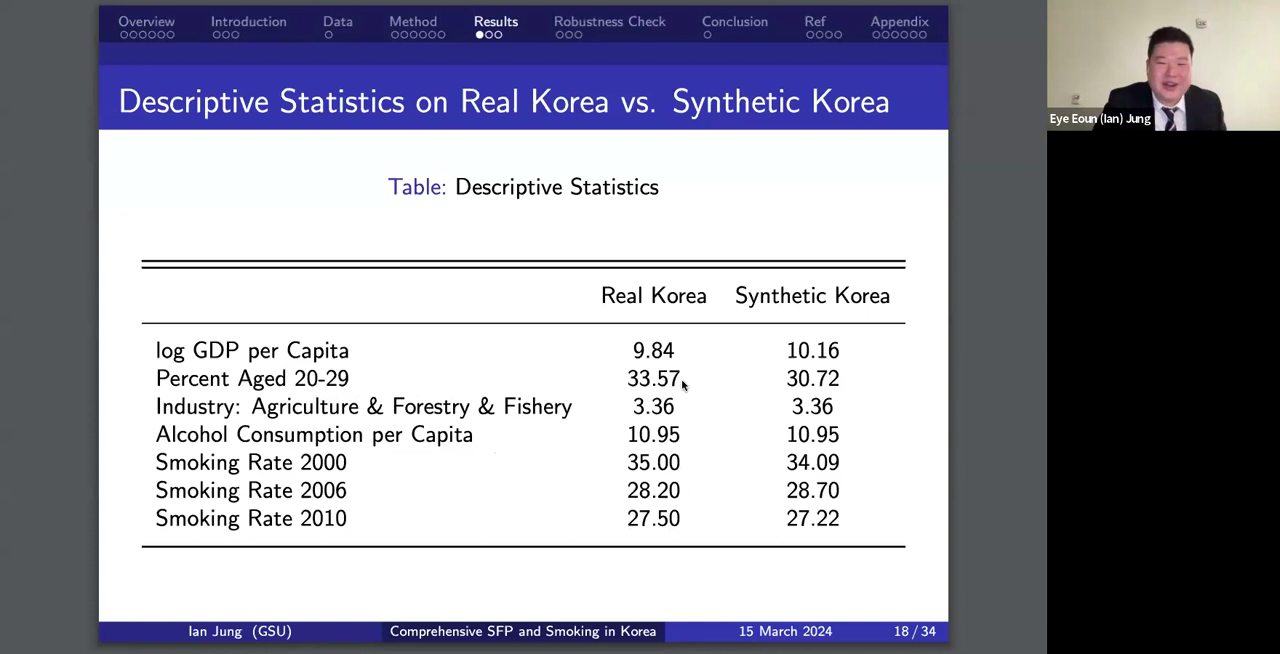 Overview Introduction Data Method Results Robustness Check Conclusion Ref Appendix
Descriptive Statistics on Real Korea vs. Synthetic Korea
Table: Descriptive Statistics
Real Korea Synthetic Korea
log GDP per Capita 9.84 10.16
Percent Aged 20-29 33.57 30.72
Industry: Agriculture & Forestry & Fishery 3.36 3.36
Alcohol Consumption per Capita 10.95 10.95
Smoking Rate 2000 35.00 34.09
Smoking Rate 2006 28.20 28.70
Smoking Rate 2010 27.50 27.22
Ian Jung (GSU) Comprehensive SFP and Smoking in Korea 15 March 2024 18 / 34
Eye Eoun (Ian) Jung